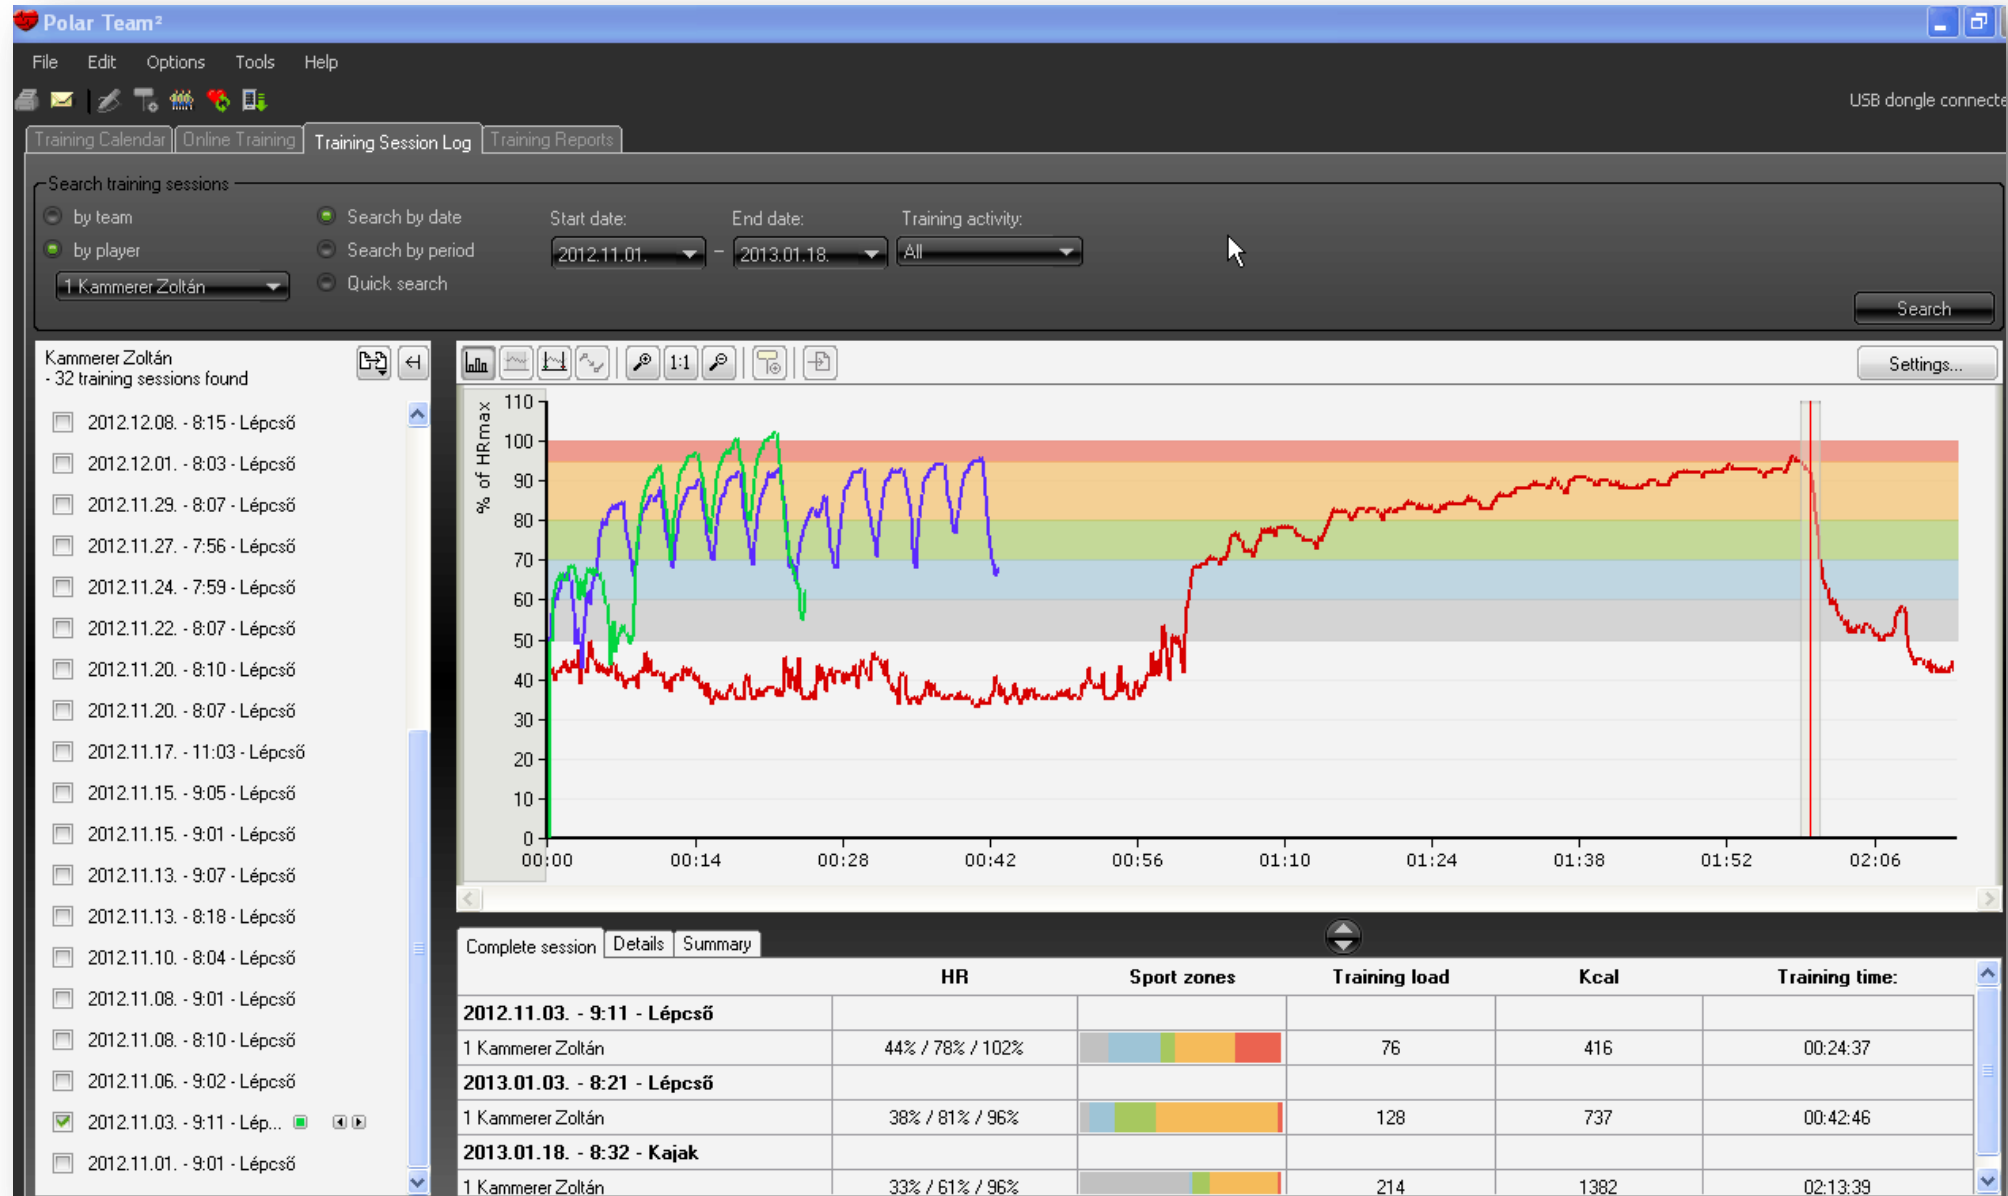 Polar Team²
File Edit Options Tools Help
USB dongle connecte
Training Calendar Online Training Training Session Log Training Reports
Search training sessions
by team Search by date Start date: End date: Training activity:
by player Search by period 2012.11.01. - 2013.01.18. All
1 Kammerer Zoltán Quick search
Search
Kammerer Zoltán
- 32 training sessions found
1:1 Settings...
2012.12.08. - 8:15 - Lépcső
2012.12.01. - 8:03 - Lépcső
2012.11.29. - 8:07 - Lépcső
2012.11.27. - 7:56 - Lépcső
2012.11.24. - 7:59 - Lépcső
2012.11.22. - 8:07 - Lépcső
2012.11.20. - 8:10 - Lépcső
2012.11.20. - 8:07 - Lépcső
2012.11.17. - 11:03 - Lépcső
2012.11.15. - 9:05 - Lépcső
2012.11.15. - 9:01 - Lépcső
2012.11.13. - 9:07 - Lépcső
2012.11.13. - 8:18 - Lépcső
2012.11.10. - 8:04 - Lépcső
2012.11.08. - 9:01 - Lépcső
2012.11.08. - 8:10 - Lépcső
2012.11.06. - 9:02 - Lépcső
2012.11.03. - 9:11 - Lép...
2012.11.01. - 9:01 - Lépcső
% of HRmax
110
100
90
80
70
60
50
40
30
20
10
0
00:00 00:14 00:28 00:42 00:56 01:10 01:24 01:38 01:52 02:06
Complete session Details Summary
HR Sport zones Training load Kcal Training time:
2012.11.03. - 9:11 - Lépcső
1 Kammerer Zoltán 44% / 78% / 102% 76 416 00:24:37
2013.01.03. - 8:21 - Lépcső
1 Kammerer Zoltán 38% / 81% / 96% 128 737 00:42:46
2013.01.18. - 8:32 - Kajak
1 Kammerer Zoltán 33% / 61% / 96% 214 1382 02:13:39